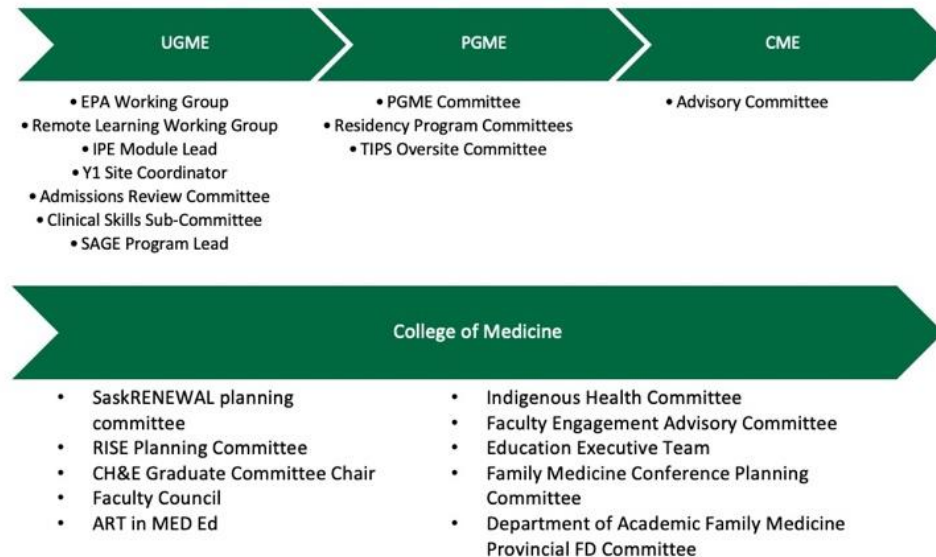 UGME
PGME
CME
• EPA Working Group
• Remote Learning Working Group
• IPE Module Lead
• Y1 Site Coordinator
• Admissions Review Committee
• Clinical Skills Sub-Committee
• SAGE Program Lead
• PGME Committee
• Residency Program Committees
• TIPS Oversite Committee
• Advisory Committee
College of Medicine
• SaskRENEWAL planning
committee
• RISE Planning Committee
• CH&E Graduate Committee Chair
• Faculty Council
• ART in MED Ed
• Indigenous Health Committee
• Faculty Engagement Advisory Committee
• Education Executive Team
• Family Medicine Conference Planning
Committee
• Department of Academic Family Medicine
Provincial FD Committee